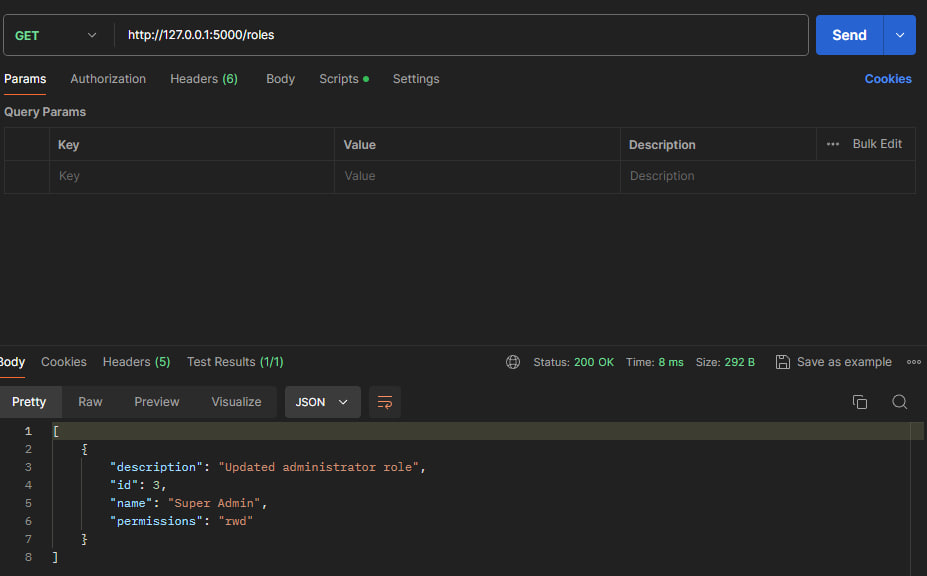 GET http://127.0.0.1:5000/roles Send
Params Authorization Headers (6) Body Scripts Settings Cookies
Query Params
Key Value Description ••• Bulk Edit
Key Value Description
Body Cookies Headers (5) Test Results (1/1) Status: 200 OK Time: 8 ms Size: 292 B Save as example
Pretty Raw Preview Visualize JSON
1 [
2 {
3 "description": "Updated administrator role",
4 "id": 3,
5 "name": "Super Admin",
6 "permissions": "rwd"
7 }
8 ]